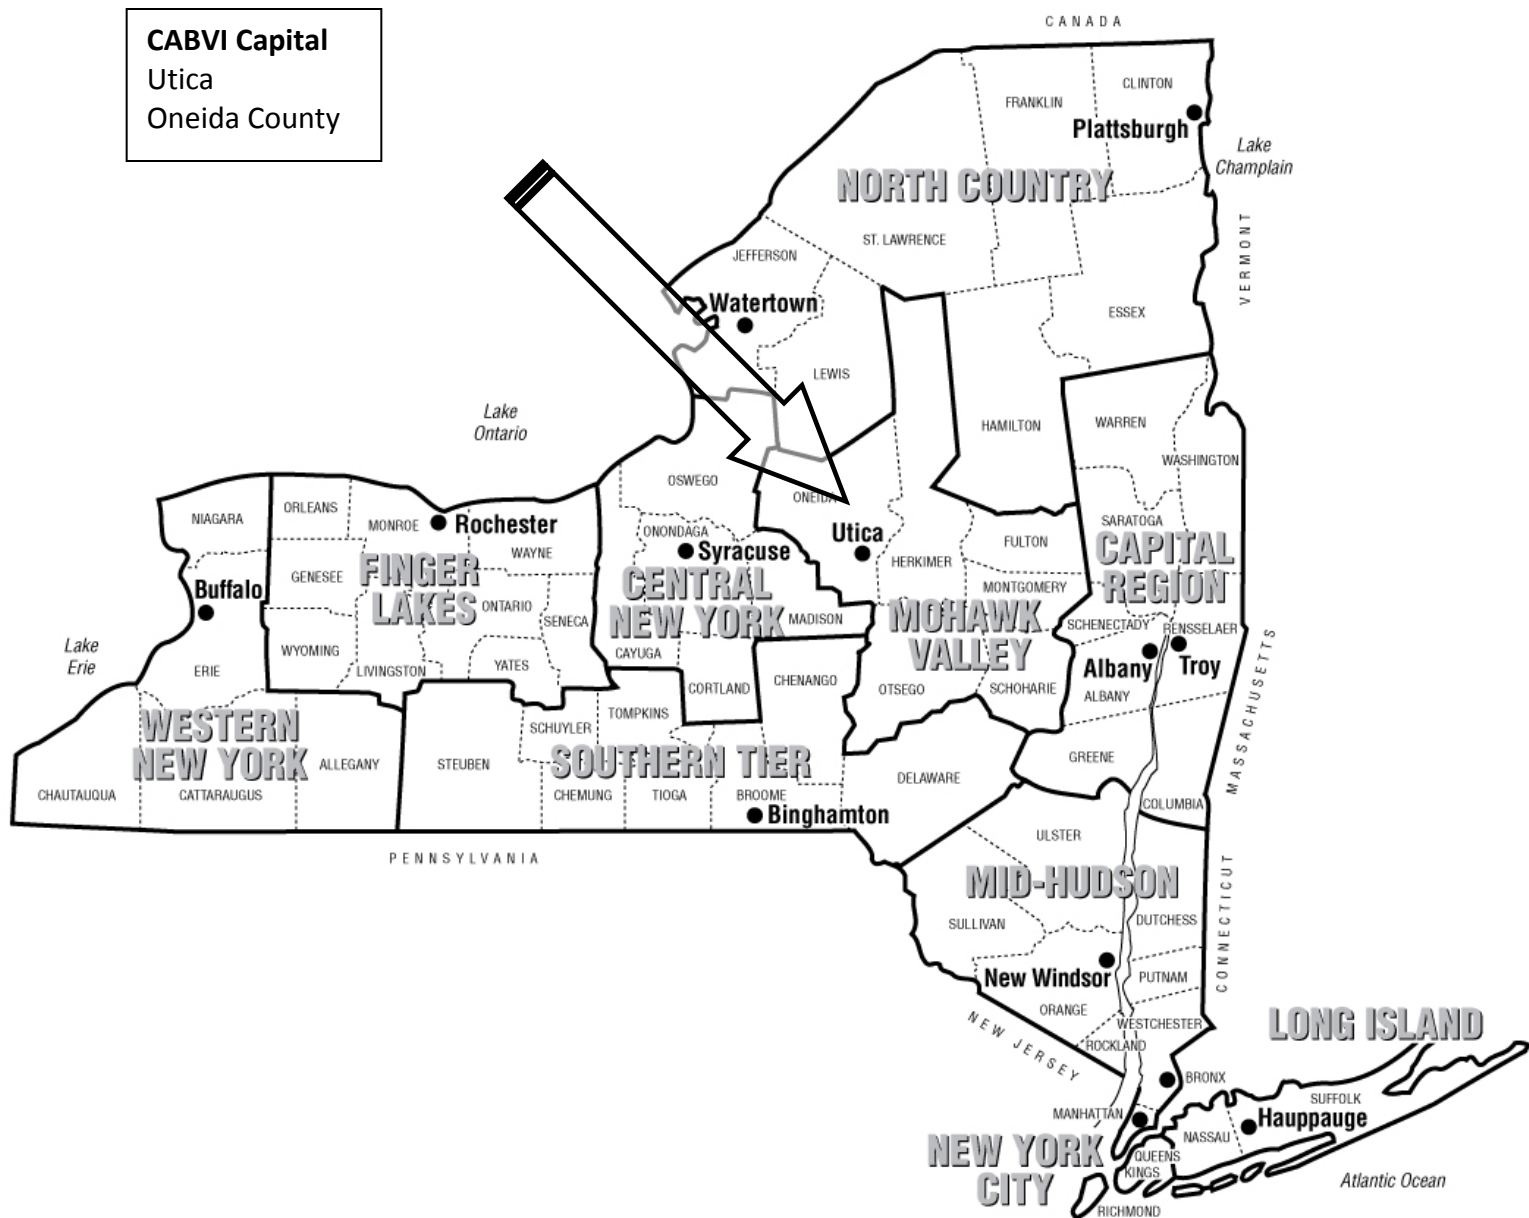 CABVI Capital
Utica
Oneida County
CANADA
CLINTON
FRANKLIN
Plattsburgh
Lake
Champlain
NORTH COUNTRY
VERMONT
ST. LAWRENCE
JEFFERSON
Watertown
ESSEX
LEWIS
Lake
Ontario
HAMILTON
WARREN
WASHINGTON
OSWEGO
ONEIDA
NIAGARA
ORLEANS
MONROE
Rochester
ONONDAGA
Syracuse
Utica
HERKIMER
FULTON
SARATOGA
CAPITAL
REGION
WAYNE
GENESEE
FINGER
LAKES
Buffalo
CENTRAL
NEW YORK
MONTGOMERY
ONTARIO
SENECA
MADISON
MOHAWK
VALLEY
SCHENECTADY
RENSSELAER
Lake
Erie
WYOMING
ERIE
LIVINGSTON
YATES
CAYUGA
CORTLAND
CHENANGO
OTSEGO
SCHOHARIE
Albany
ALBANY
Troy
MASSACHUSETTS
WESTERN
NEW YORK
ALLEGANY
STEUBEN
SCHUYLER
TOMPKINS
SOUTHERN TIER
DELAWARE
GREENE
COLUMBIA
CHAUTAUQUA
CATTARAUGUS
CHEMUNG
TIOGA
BROOME
Binghamton
PENNSYLVANIA
ULSTER
MID-HUDSON
SULLIVAN
DUTCHESS
CONNECTICUT
New Windsor
PUTNAM
ORANGE
NEW JERSEY
WESTCHESTER
ROCKLAND
LONG ISLAND
BRONX
MANHATTAN
SUFFOLK
Hauppauge
NASSAU
NEW YORK
CITY
QUEENS
KINGS
RICHMOND
Atlantic Ocean